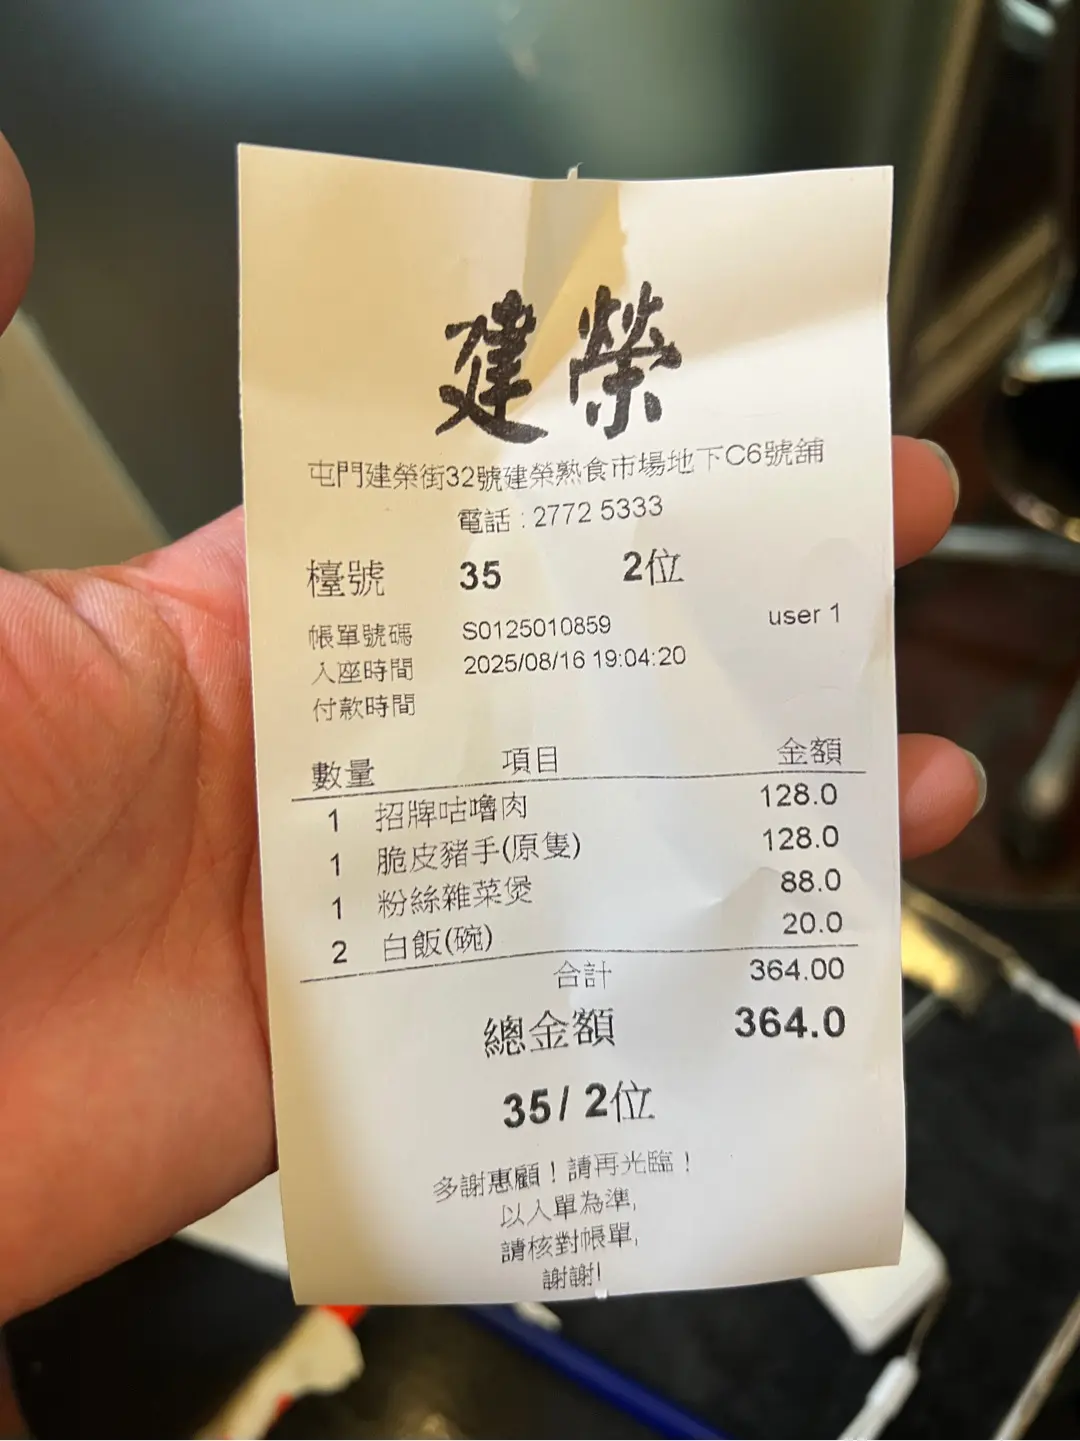 建榮
屯門建榮街32號建榮熟食市場地下C6號舖
電話 : 2772 5333
檯號 35 2位
帳單號碼 S0125010859 user 1
入座時間 2025/08/16 19:04:20
付款時間
數量 項目 金額
1 招牌咕嚕肉 128.0
1 脆皮豬手(原隻) 128.0
1 粉絲雜菜煲 88.0
2 白飯(碗) 20.0
合計 364.00
總金額 364.0
35 / 2位
多謝惠顧！請再光臨！
以入單為準,
請核對帳單,
謝謝!